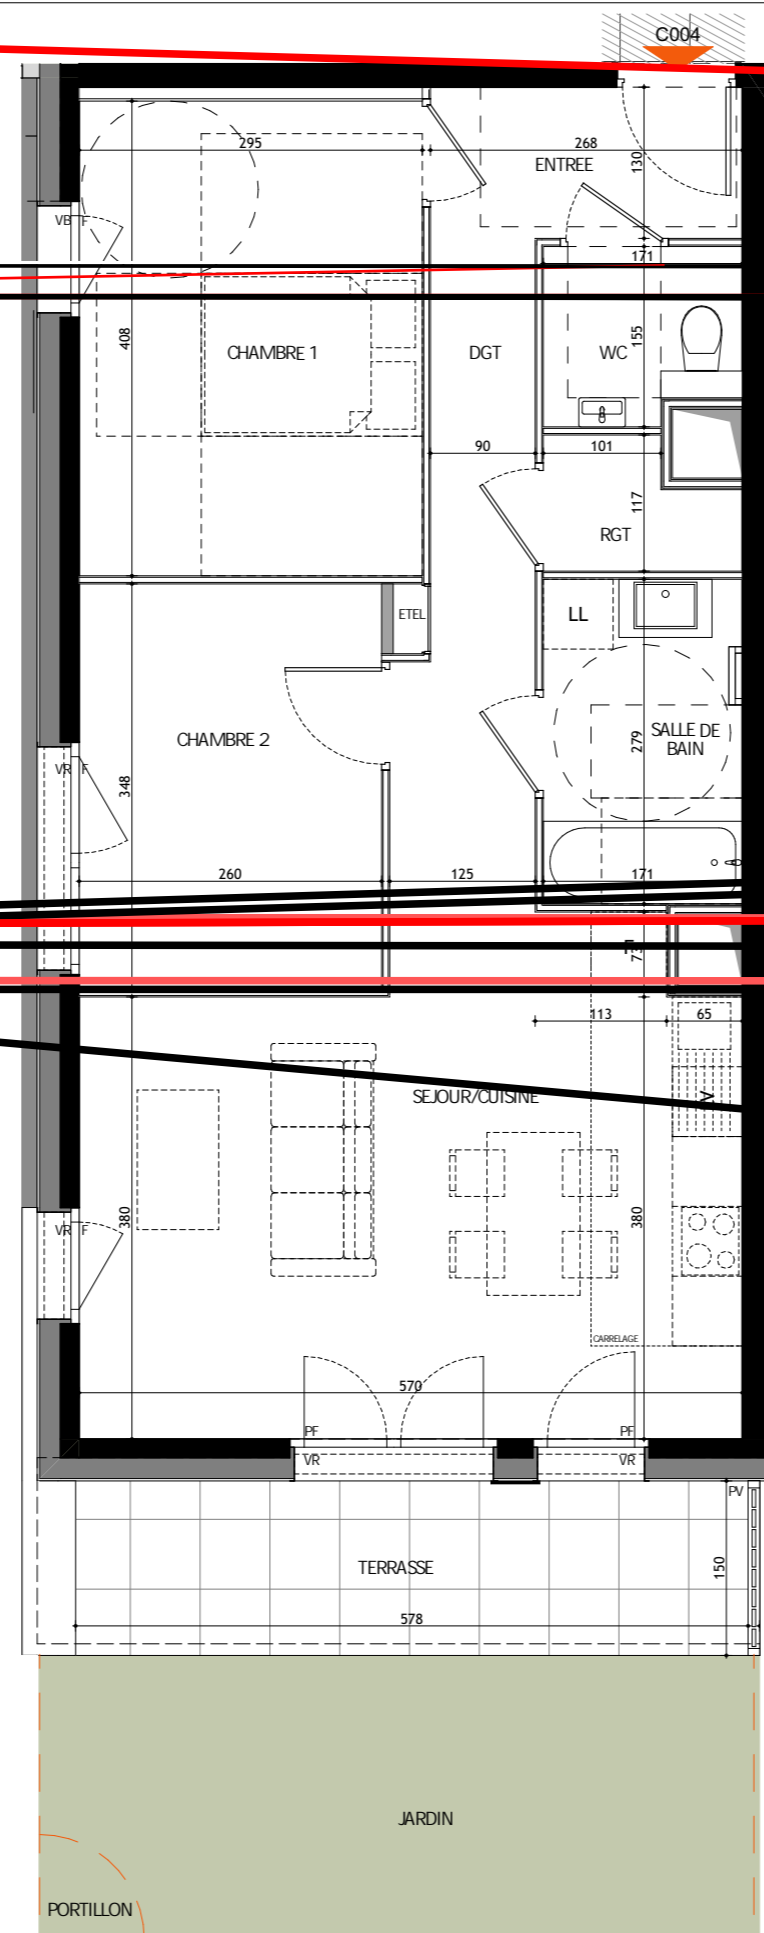 C004
295
268
130
ENTREE
VB F
171
408
CHAMBRE 1
DGT
WC
155
90
101
117
RGT
ETEL
LL
CHAMBRE 2
SALLE DE
BAIN
279
VR F
348
260
125
171
113
65
SEJOUR/CUISINE
380
380
VR F
CARRELAGE
570
PF
PF
VR
VR
PV
TERRASSE
150
578
JARDIN
PORTILLON